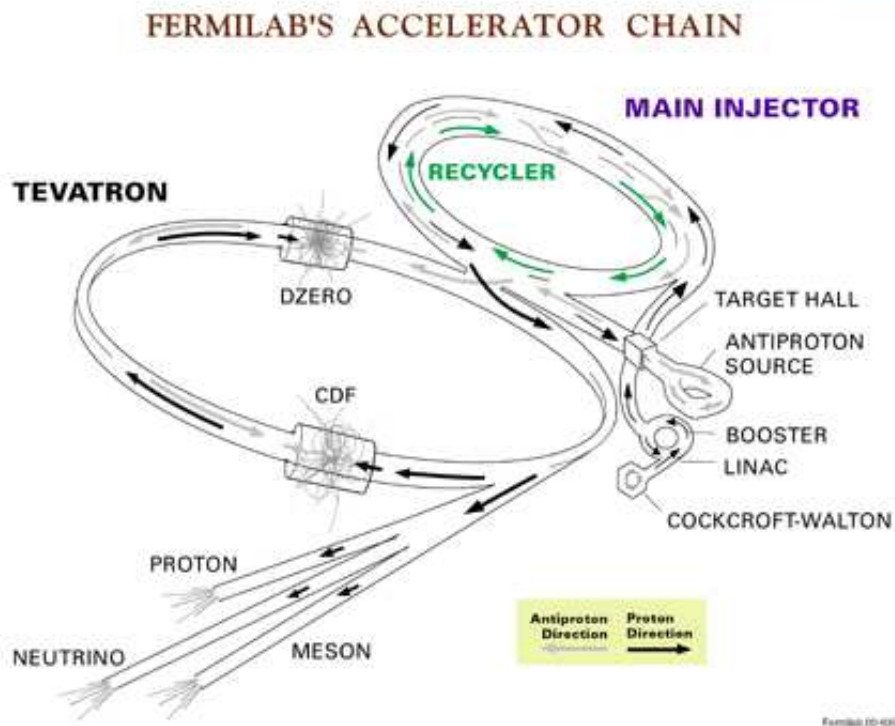 FERMILAB'S ACCELERATOR CHAIN
MAIN INJECTOR
RECYCLER
TEVATRON
DZERO
TARGET HALL
ANTIPROTON
SOURCE
CDF
BOOSTER
LINAC
COCKCROFT-WALTON
PROTON
NEUTRINO
MESON
Antiproton
Direction
Proton
Direction